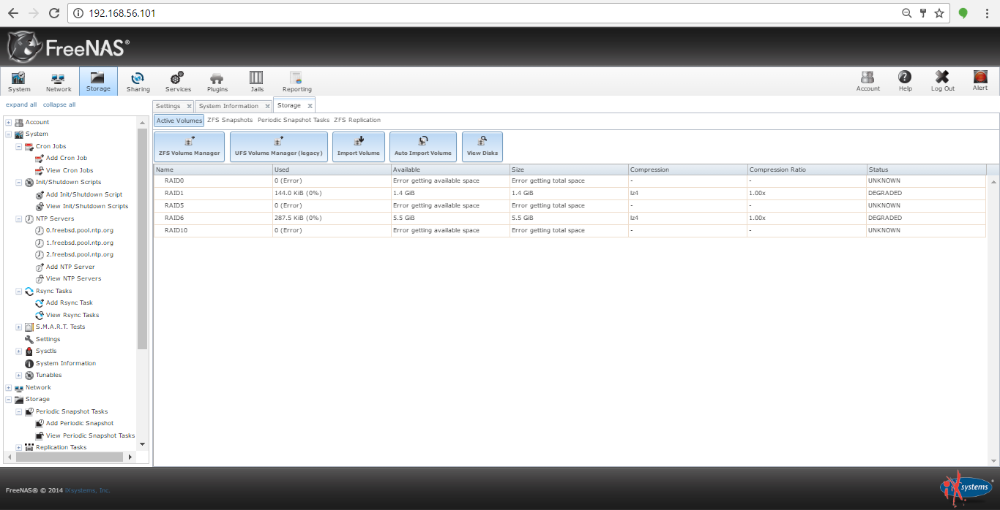 192.168.56.101
FreeNAS®
System Network Storage Sharing Services Plugins Jails Reporting Account Help Log Out Alert
expand all collapse all
Account
System
Cron Jobs
Add Cron Job
View Cron Jobs
Init/Shutdown Scripts
Add Init/Shutdown Script
View Init/Shutdown Scripts
NTP Servers
0.freebsd.pool.ntp.org
1.freebsd.pool.ntp.org
2.freebsd.pool.ntp.org
Add NTP Server
View NTP Servers
Rsync Tasks
Add Rsync Task
View Rsync Tasks
S.M.A.R.T. Tests
Settings
Sysctls
System Information
Tunables
Network
Storage
Periodic Snapshot Tasks
Add Periodic Snapshot
View Periodic Snapshot Tasks
Replication Tasks
Settings x System Information x Storage x
Active Volumes ZFS Snapshots Periodic Snapshot Tasks ZFS Replication
ZFS Volume Manager UFS Volume Manager (legacy) Import Volume Auto Import Volume View Disks
Name Used Available Size Compression Compression Ratio Status
RAID0 0 (Error) Error getting available space Error getting total space - - UNKNOWN
RAID1 144.0 KiB (0%) 1.4 GiB 1.4 GiB lz4 1.00x DEGRADED
RAID5 0 (Error) Error getting available space Error getting total space - - UNKNOWN
RAID6 287.5 KiB (0%) 5.5 GiB 5.5 GiB lz4 1.00x DEGRADED
RAID10 0 (Error) Error getting available space Error getting total space - - UNKNOWN
FreeNAS® © 2014 iXsystems, Inc.
iXsystems®